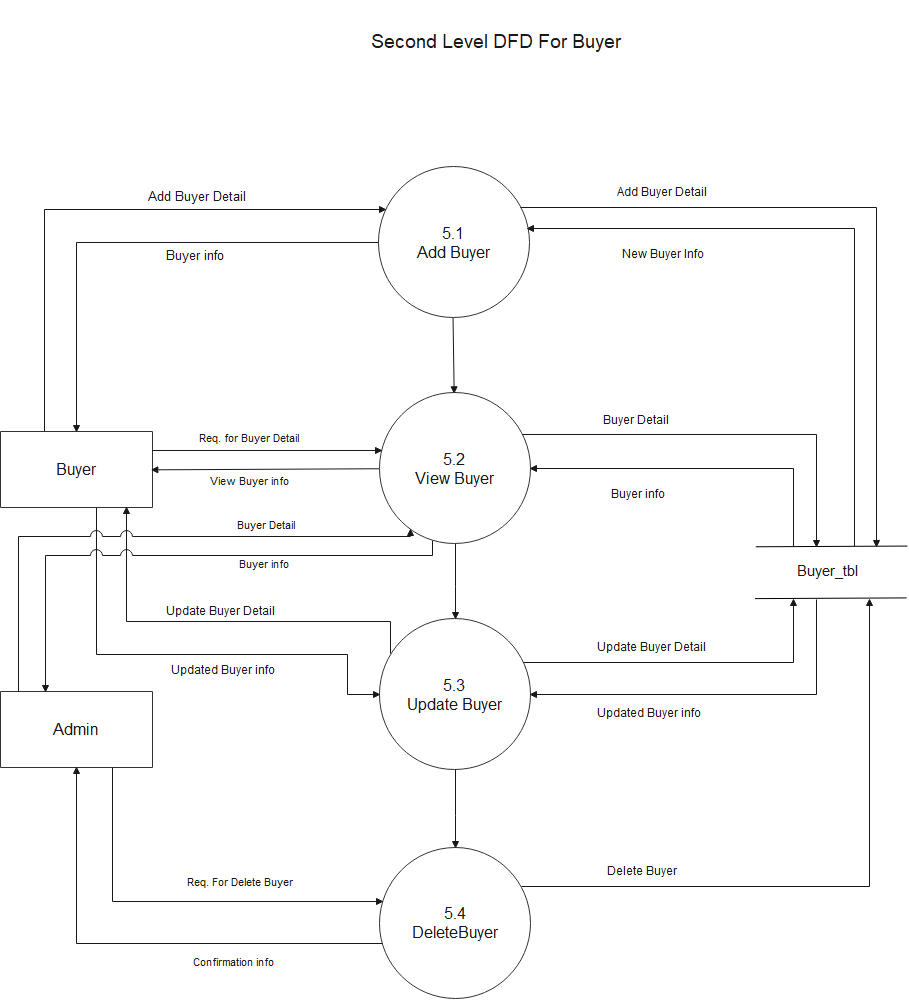 Second Level DFD For Buyer
Add Buyer Detail
Add Buyer Detail
5.1
Add Buyer
Buyer info
New Buyer Info
Buyer Detail
Req. for Buyer Detail
5.2
View Buyer
Buyer
View Buyer info
Buyer info
Buyer Detail
Buyer info
Buyer_tbl
Update Buyer Detail
Update Buyer Detail
Updated Buyer info
5.3
Update Buyer
Updated Buyer info
Admin
Delete Buyer
Req. For Delete Buyer
5.4
DeleteBuyer
Confirmation info